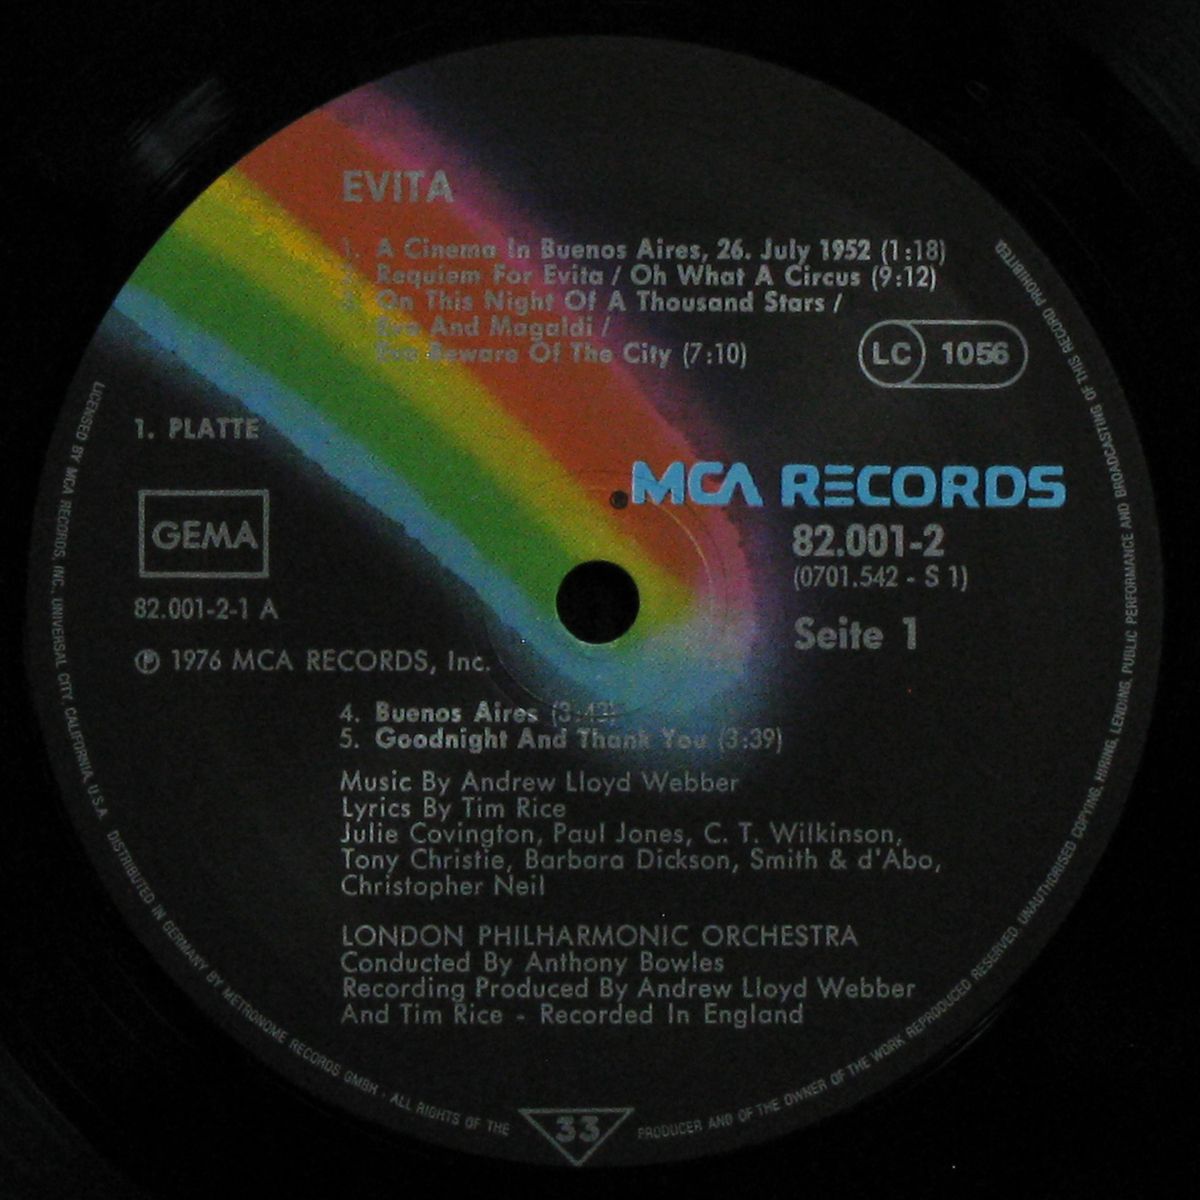 EVITA
1. A Cinema In Buenos Aires, 26. July 1952 (1:18)
2. Requiem For Evita / Oh What A Circus (9:12)
3. On This Night Of A Thousand Stars /
Eva And Magaldi /
Eva Beware Of The City (7:10)
LC 1056
1. PLATTE
MCA RECORDS
GEMA
82.001-2
(0701.542 - S 1)
82.001-2-1 A
Seite 1
℗ 1976 MCA RECORDS, Inc.
4. Buenos Aires (3:43)
5. Goodnight And Thank You (3:39)
Music By Andrew Lloyd Webber
Lyrics By Tim Rice
Julie Covington, Paul Jones, C. T. Wilkinson,
Tony Christie, Barbara Dickson, Smith & d'Abo,
Christopher Neil
LONDON PHILHARMONIC ORCHESTRA
Conducted By Anthony Bowles
Recording Produced By Andrew Lloyd Webber
And Tim Rice - Recorded In England
LICENSED BY MCA RECORDS, INC., UNIVERSAL CITY, CALIFORNIA, U.S.A. DISTRIBUTED IN GERMANY BY METRONOME RECORDS GMBH · ALL RIGHTS OF THE
33
PRODUCER AND OF THE OWNER OF THE WORK REPRODUCED RESERVED. UNAUTHORISED COPYING, HIRING, LENDING, PUBLIC PERFORMANCE AND BROADCASTING OF THIS RECORD PROHIBITED